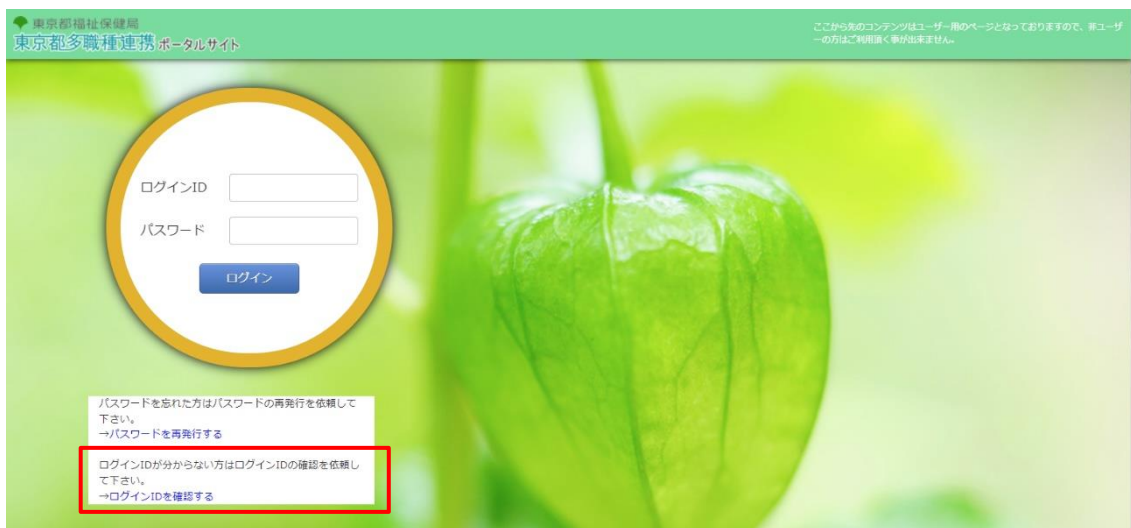 東京都福祉保健局
東京都多職種連携ポータルサイト
ここから先のコンテンツはユーザー用のページとなっておりますので、非ユーザ
ーの方はご利用頂く事が出来ません。
ログインID
パスワード
ログイン
パスワードを忘れた方はパスワードの再発行を依頼して
下さい。
→パスワードを再発行する
ログインIDが分からない方はログインIDの確認を依頼し
て下さい。
→ログインIDを確認する